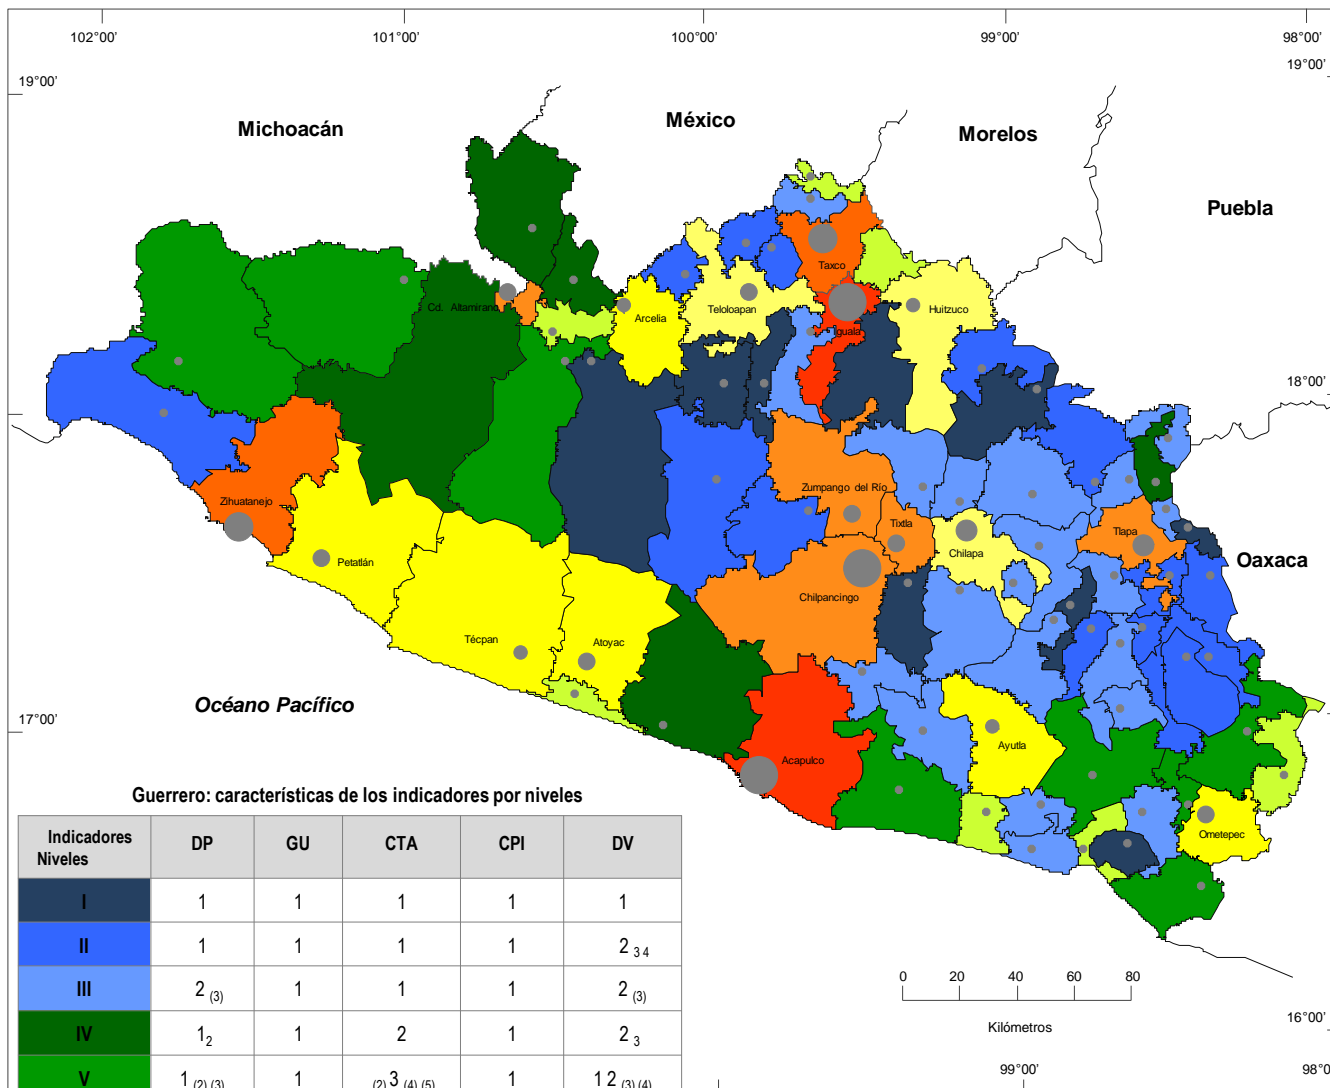 102°00'
101°00'
100°00'
99°00'
98°00'
19°00'
19°00'
Michoacán
México
Morelos
Puebla
Taxco
Cd. Altamirano
Arcelia
Teloloapan
Iguala
Huitzuco
18°00'
18°00'
Zihuatanejo
Petatlán
Zumpango del Río
Tixtla
Chilapa
Tlapa
Oaxaca
Chilpancingo
Técpan
Atoyac
Océano Pacífico
17°00'
17°00'
Ayutla
Acapulco
Ometepec
Guerrero: características de los indicadores por niveles
Indicadores Niveles DP GU CTA CPI DV
I 1 1 1 1 1
II 1 1 1 1 2 3 4
III 2 (3) 1 1 1 2 (3)
IV 1 2 1 2 1 2 3
V 1 (2) (3) 1 (2) 3 (4) (5) 1 1 2 (3) (4)
0 20 40 60 80
Kilómetros
16°00'
99°00'
98°0